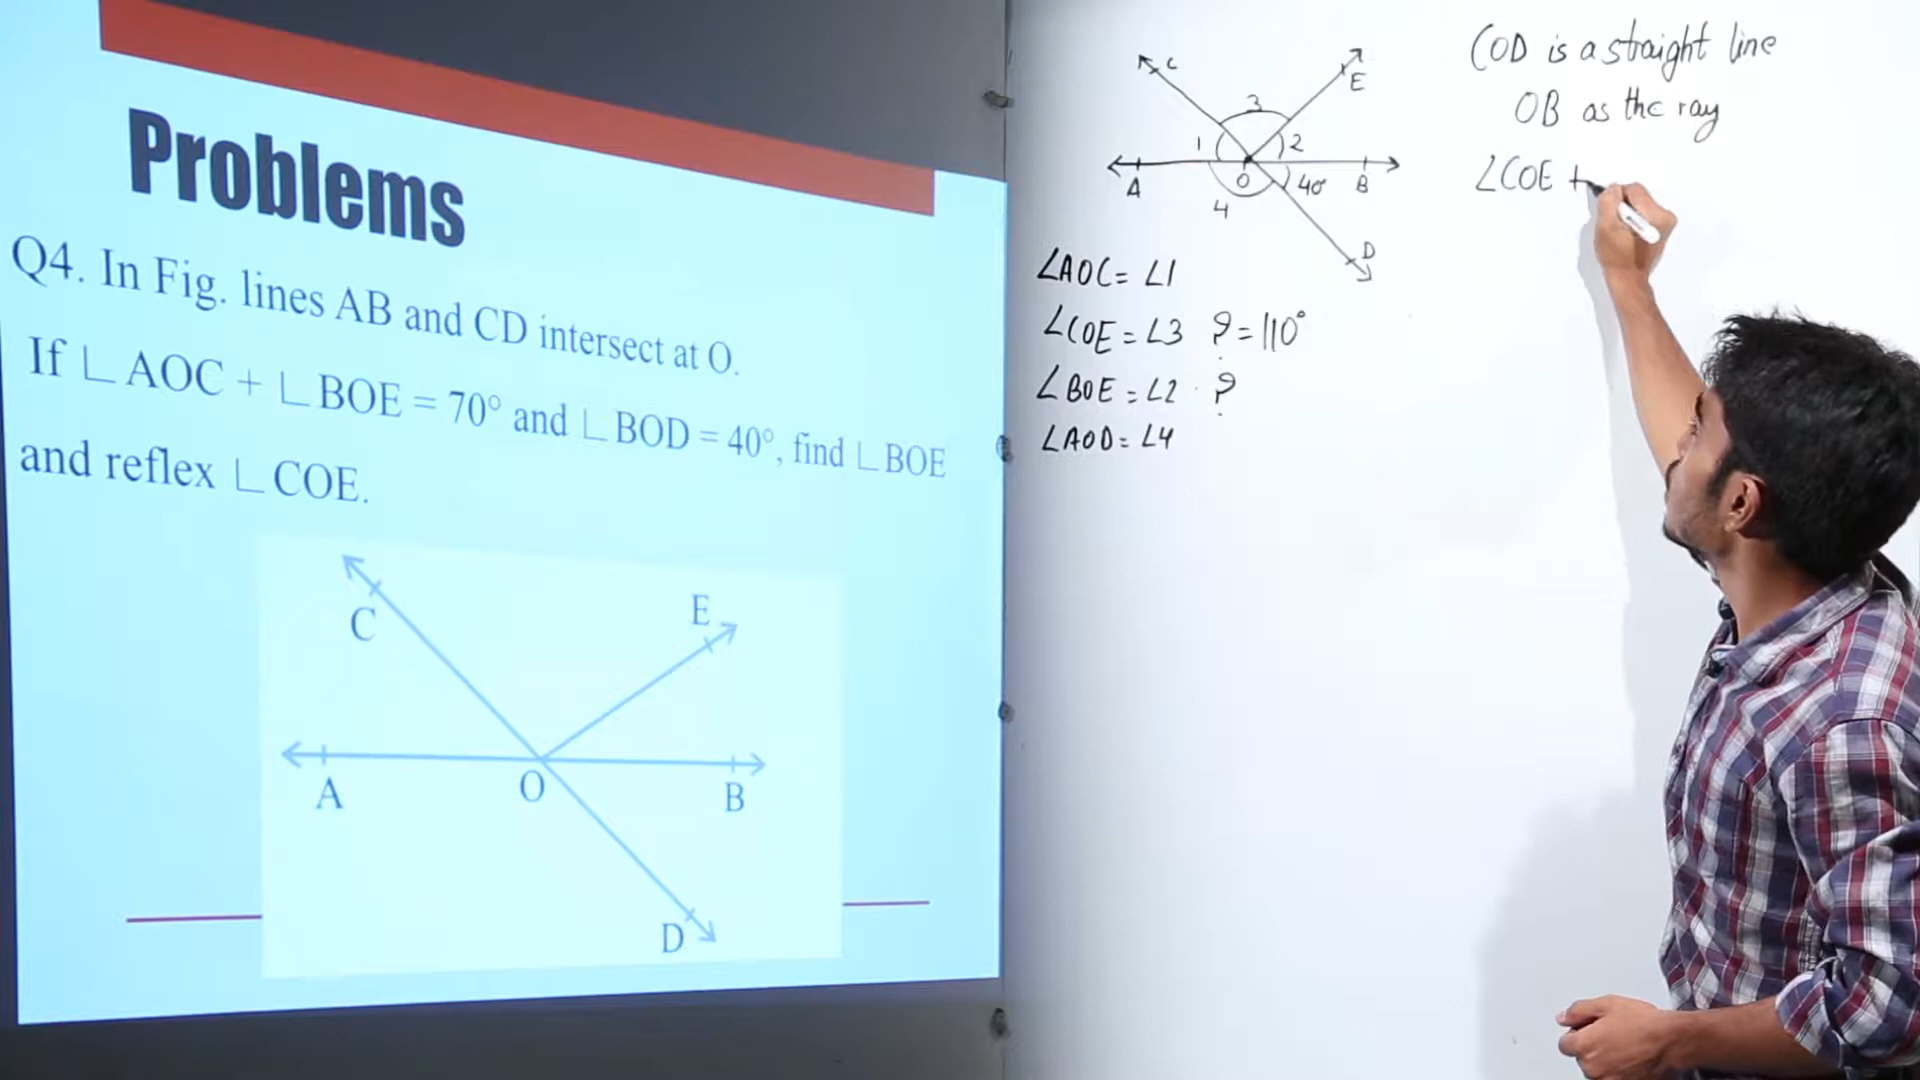 Problems
Q4. In Fig. lines AB and CD intersect at O.
If ∟AOC + ∟BOE = 70° and ∟BOD = 40°, find ∟BOE
and reflex ∟COE.
C
E
A
O
B
D
C
E
3
1
2
A
O
40°
B
4
D
∠AOC = ∠1
∠COE = ∠3 ? = 110°
∠BOE = ∠2 . ?
∠AOD = ∠4
COD is a straight line
OB as the ray
∠COE +